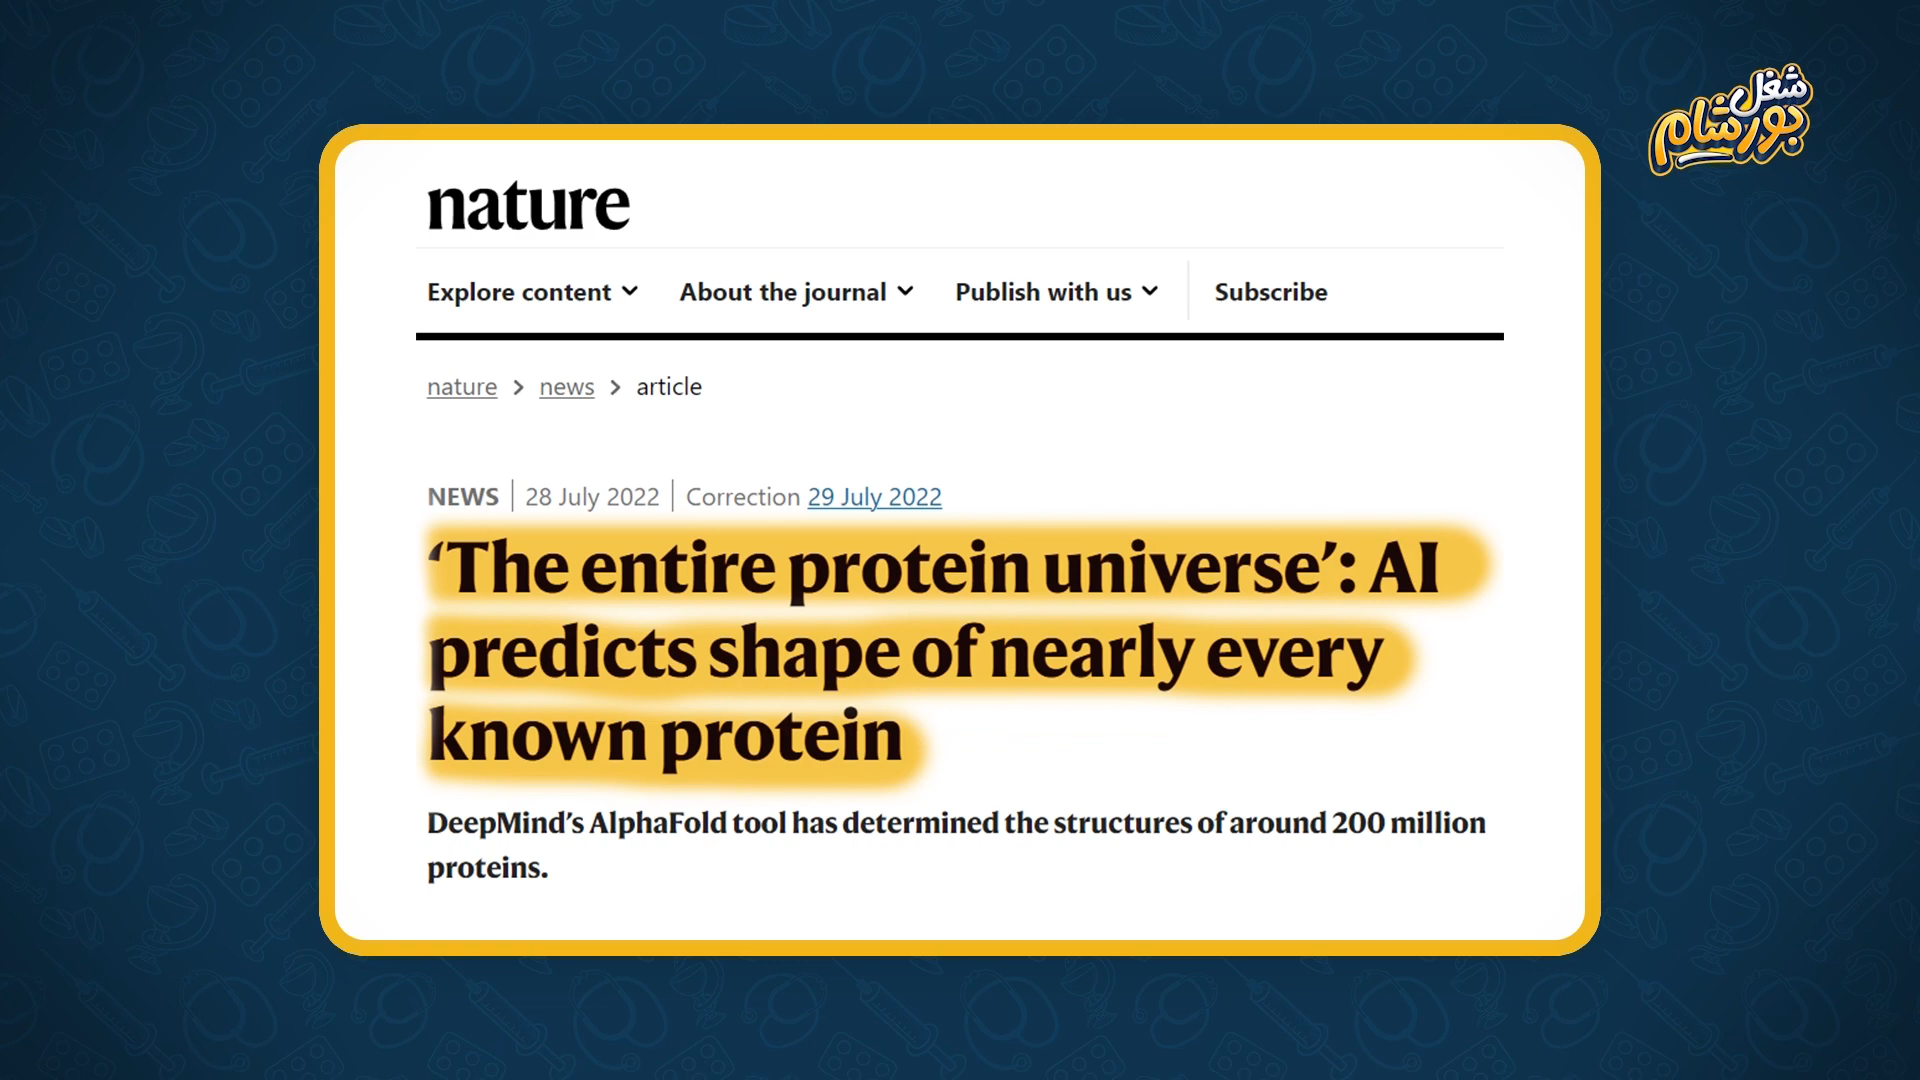 شغل
بورشام
nature
Explore content About the journal Publish with us Subscribe
nature > news > article
NEWS | 28 July 2022 | Correction 29 July 2022
‘The entire protein universe’: AI
predicts shape of nearly every
known protein
DeepMind’s AlphaFold tool has determined the structures of around 200 million
proteins.